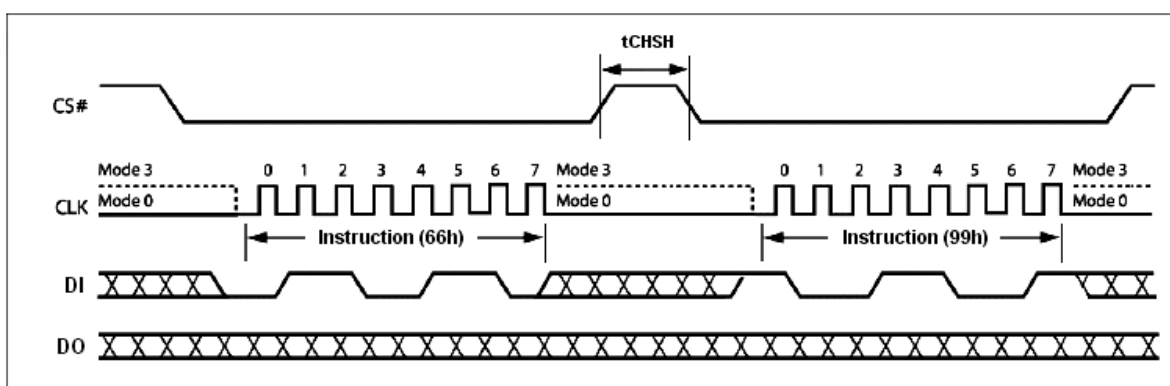 tCHSH
CS#
Mode 3 0 1 2 3 4 5 6 7 Mode 3 0 1 2 3 4 5 6 7 Mode 3
CLK Mode 0 Mode 0 Mode 0
Instruction (66h) Instruction (99h)
DI
DO